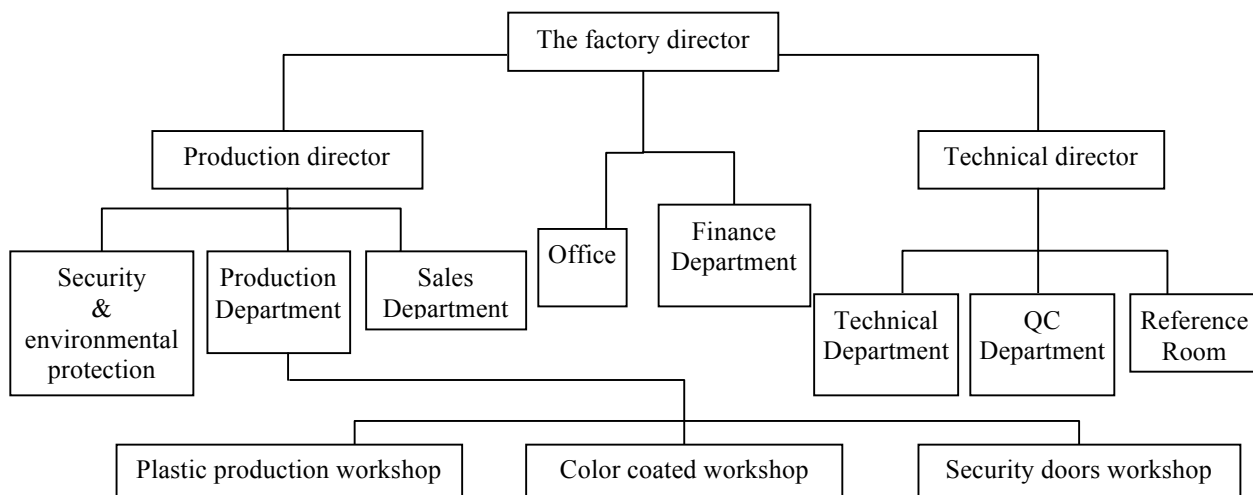 The factory director
Production director
Technical director
Security
&
environmental
protection
Production
Department
Sales
Department
Office
Finance
Department
Technical
Department
QC
Department
Reference
Room
Plastic production workshop
Color coated workshop
Security doors workshop